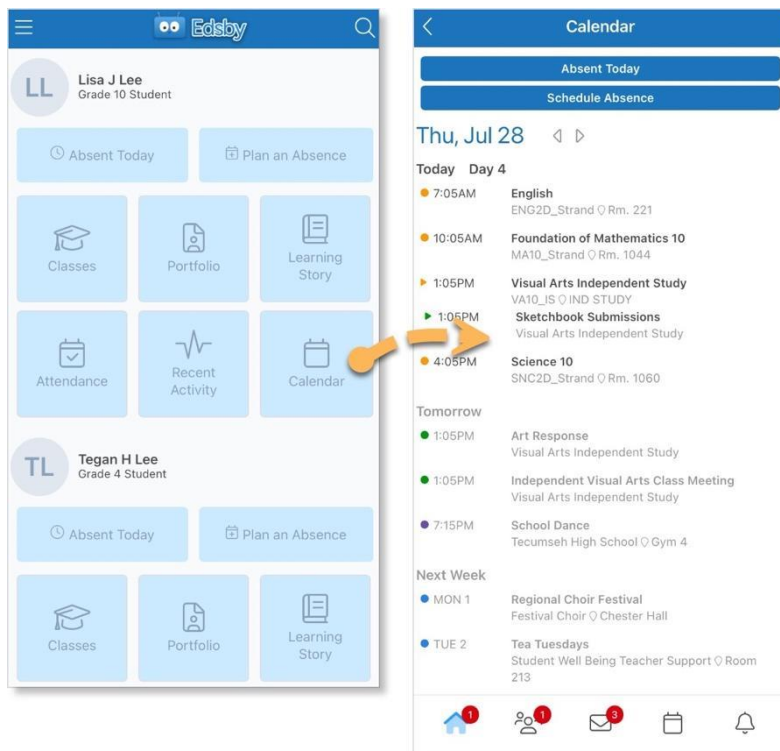 Edsby
LL
Lisa J Lee
Grade 10 Student
Absent Today
Plan an Absence
Classes
Portfolio
Learning
Story
Attendance
Recent
Activity
Calendar
TL
Tegan H Lee
Grade 4 Student
Absent Today
Plan an Absence
Classes
Portfolio
Learning
Story
Calendar
Absent Today
Schedule Absence
Thu, Jul 28
Today Day 4
7:05AM English
ENG2D_Strand Rm. 221
10:05AM Foundation of Mathematics 10
MA10_Strand Rm. 1044
1:05PM Visual Arts Independent Study
VA10_IS IND STUDY
1:05PM Sketchbook Submissions
Visual Arts Independent Study
4:05PM Science 10
SNC2D_Strand Rm. 1060
Tomorrow
1:05PM Art Response
Visual Arts Independent Study
1:05PM Independent Visual Arts Class Meeting
Visual Arts Independent Study
7:15PM School Dance
Tecumseh High School Gym 4
Next Week
MON 1 Regional Choir Festival
Festival Choir Chester Hall
TUE 2 Tea Tuesdays
Student Well Being Teacher Support Room
213
1 1 3